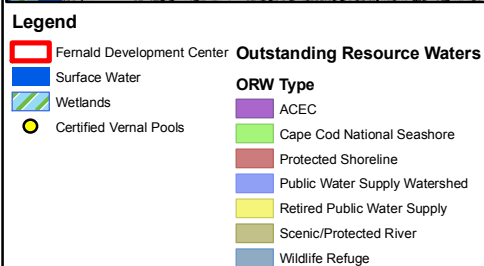 Legend
Fernald Development Center
Surface Water
Wetlands
Certified Vernal Pools
Outstanding Resource Waters
ORW Type
ACEC
Cape Cod National Seashore
Protected Shoreline
Public Water Supply Watershed
Retired Public Water Supply
Scenic/Protected River
Wildlife Refuge